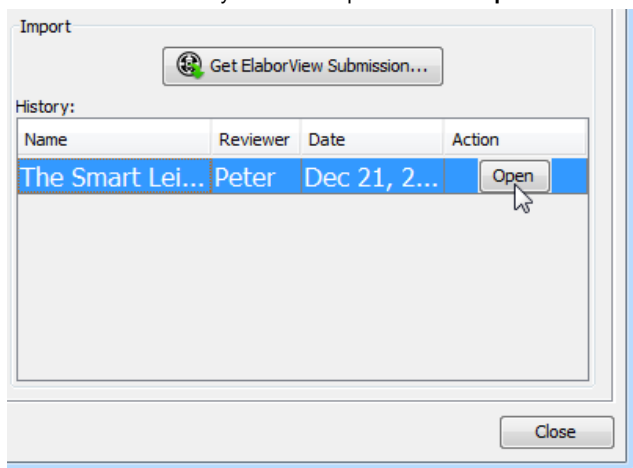 Import
Get ElaborView Submission...
History:
Name Reviewer Date Action
The Smart Lei... Peter Dec 21, 2... Open
Close